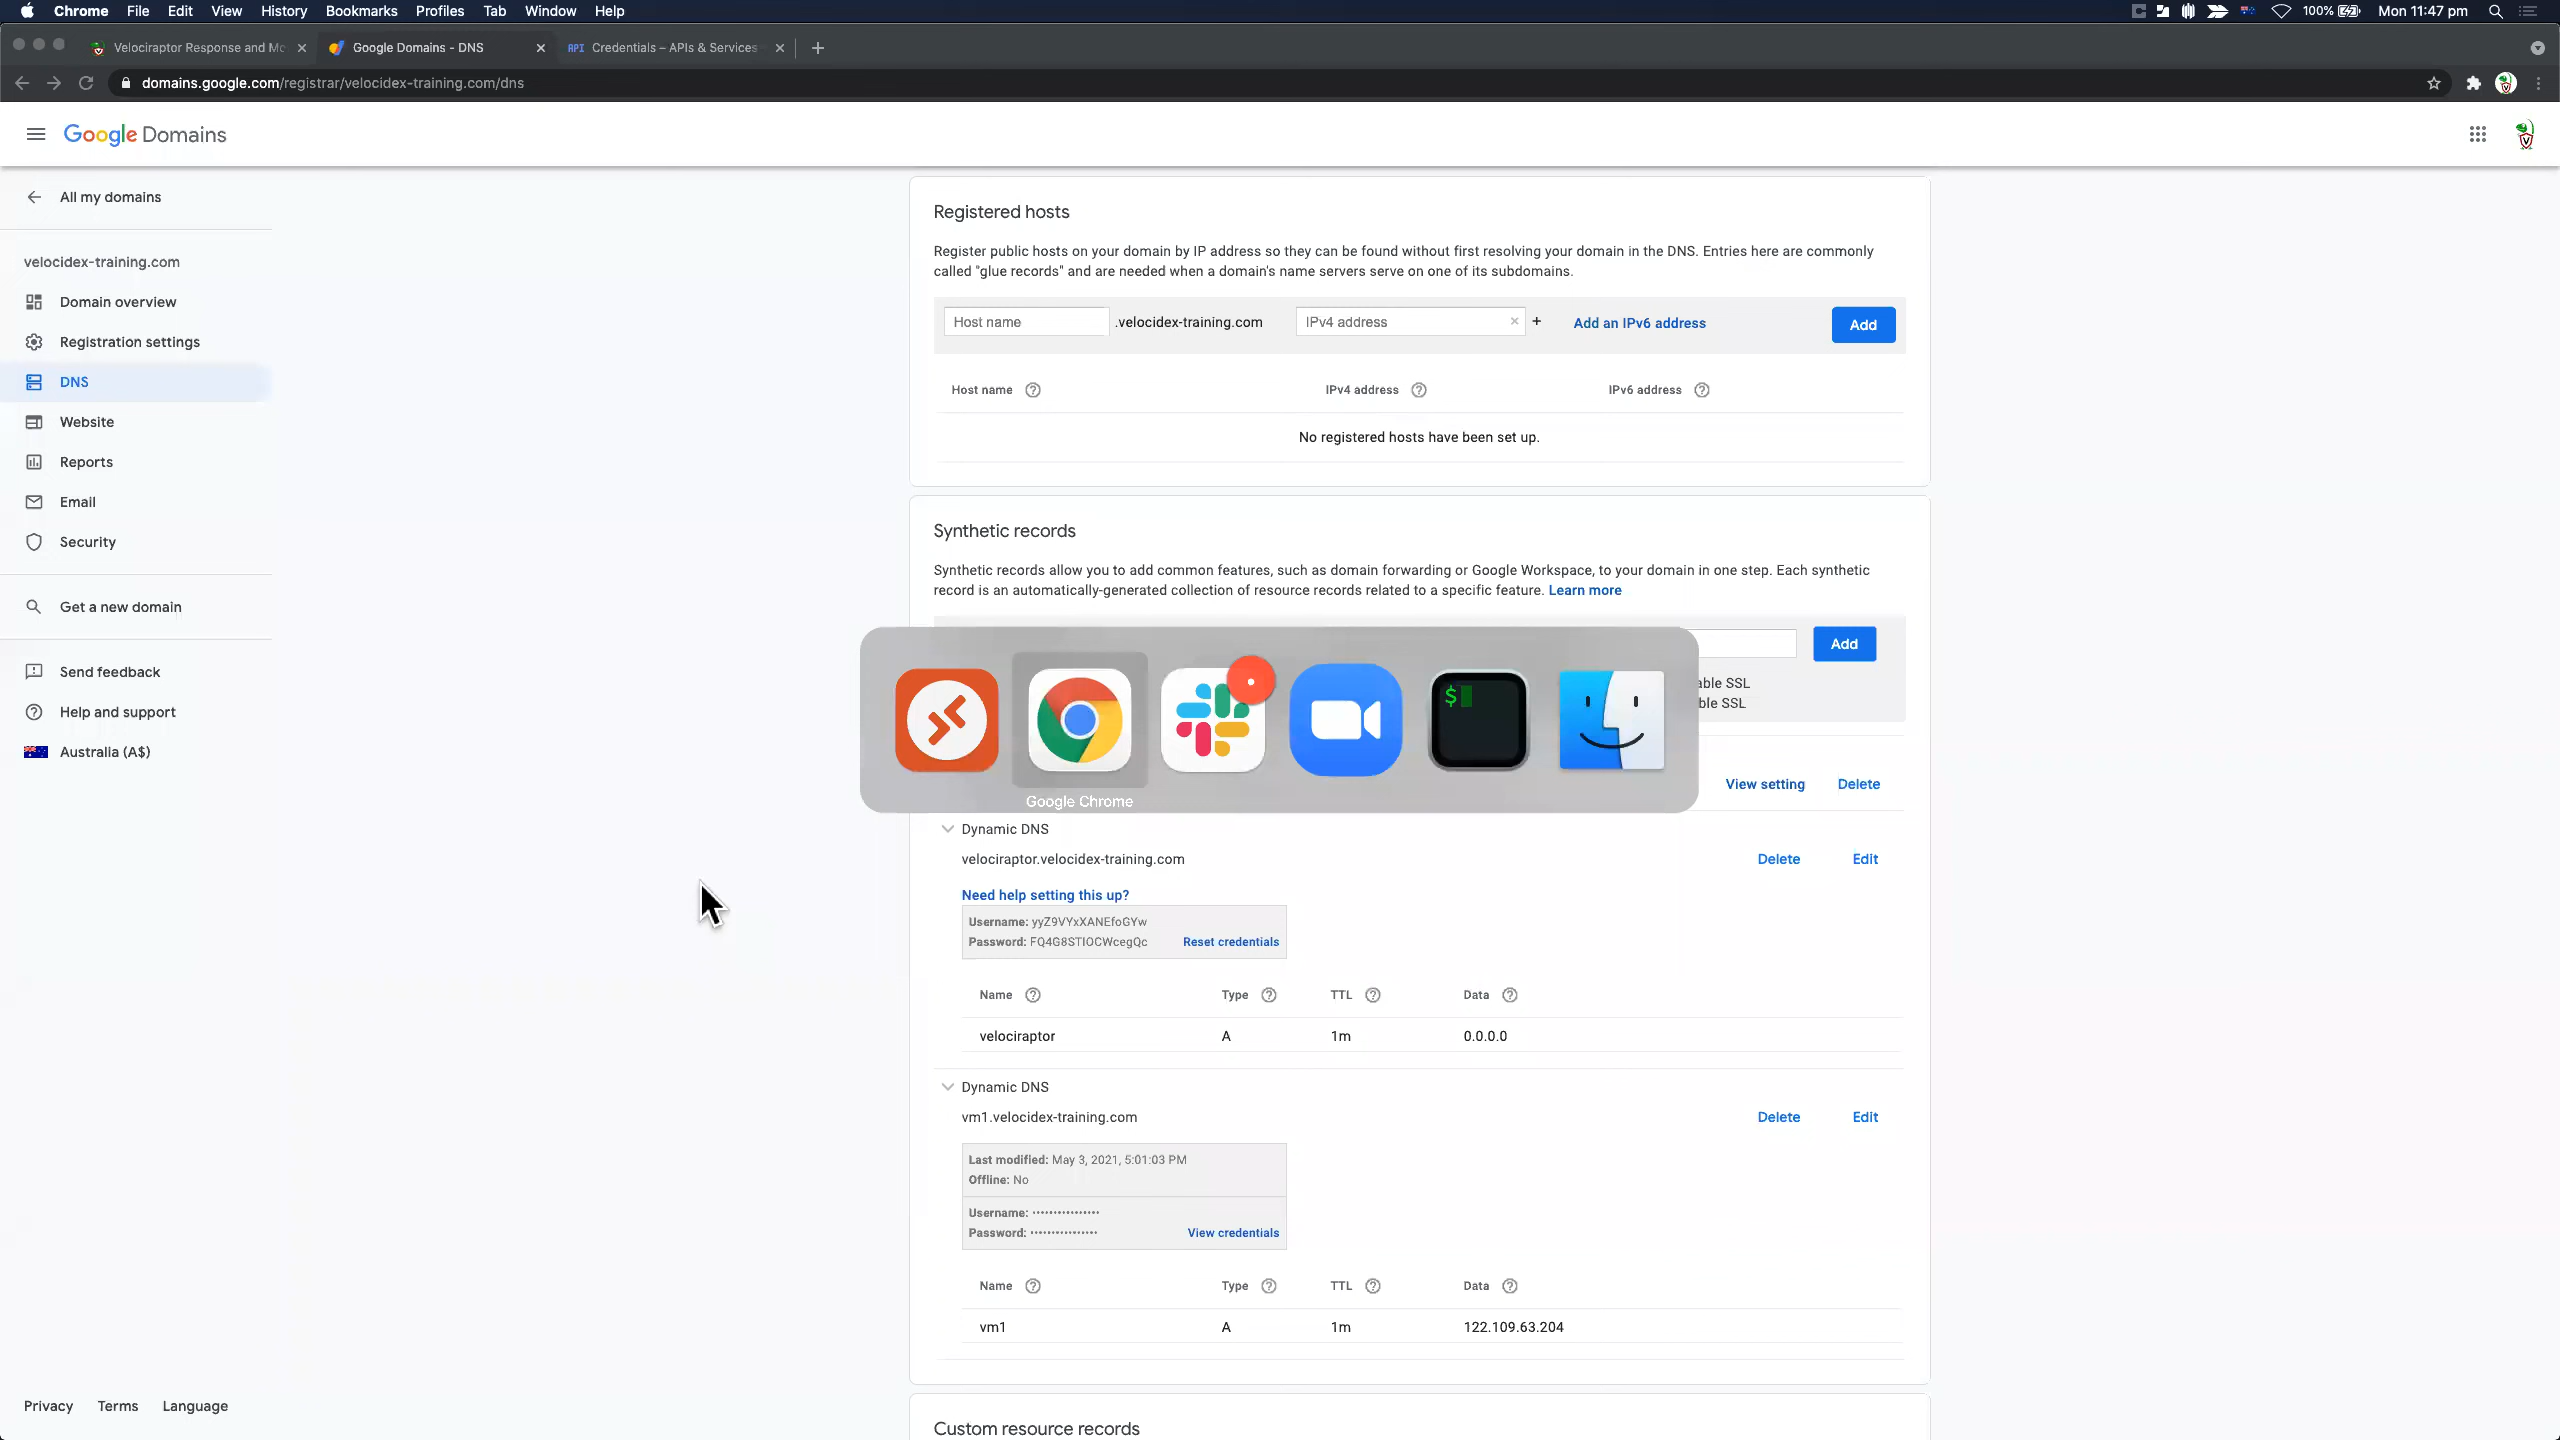 Chrome File Edit View History Bookmarks Profiles Tab Window Help 100% Mon 11:47 pm
Velociraptor Response and Mo Google Domains - DNS API Credentials – APIs & Services
domains.google.com/registrar/velocidex-training.com/dns
Google Domains
All my domains
velocidex-training.com
Domain overview
Registration settings
DNS
Website
Reports
Email
Security
Get a new domain
Send feedback
Help and support
Australia (A$)
Privacy Terms Language
Registered hosts
Register public hosts on your domain by IP address so they can be found without first resolving your domain in the DNS. Entries here are commonly
called "glue records" and are needed when a domain's name servers serve on one of its subdomains.
Host name .velocidex-training.com IPv4 address × + Add an IPv6 address Add
Host name IPv4 address IPv6 address
No registered hosts have been set up.
Synthetic records
Synthetic records allow you to add common features, such as domain forwarding or Google Workspace, to your domain in one step. Each synthetic
record is an automatically-generated collection of resource records related to a specific feature. Learn more
Add
able SSL
ble SSL
$
Google Chrome
View setting Delete
Dynamic DNS
velociraptor.velocidex-training.com Delete Edit
Need help setting this up?
Username: yyZ9VYxXANEfoGYw
Password: FQ4G8STIOCWcegQc Reset credentials
Name Type TTL Data
velociraptor A 1m 0.0.0.0
Dynamic DNS
vm1.velocidex-training.com Delete Edit
Last modified: May 3, 2021, 5:01:03 PM
Offline: No
Username: ················
Password: ················ View credentials
Name Type TTL Data
vm1 A 1m 122.109.63.204
Custom resource records